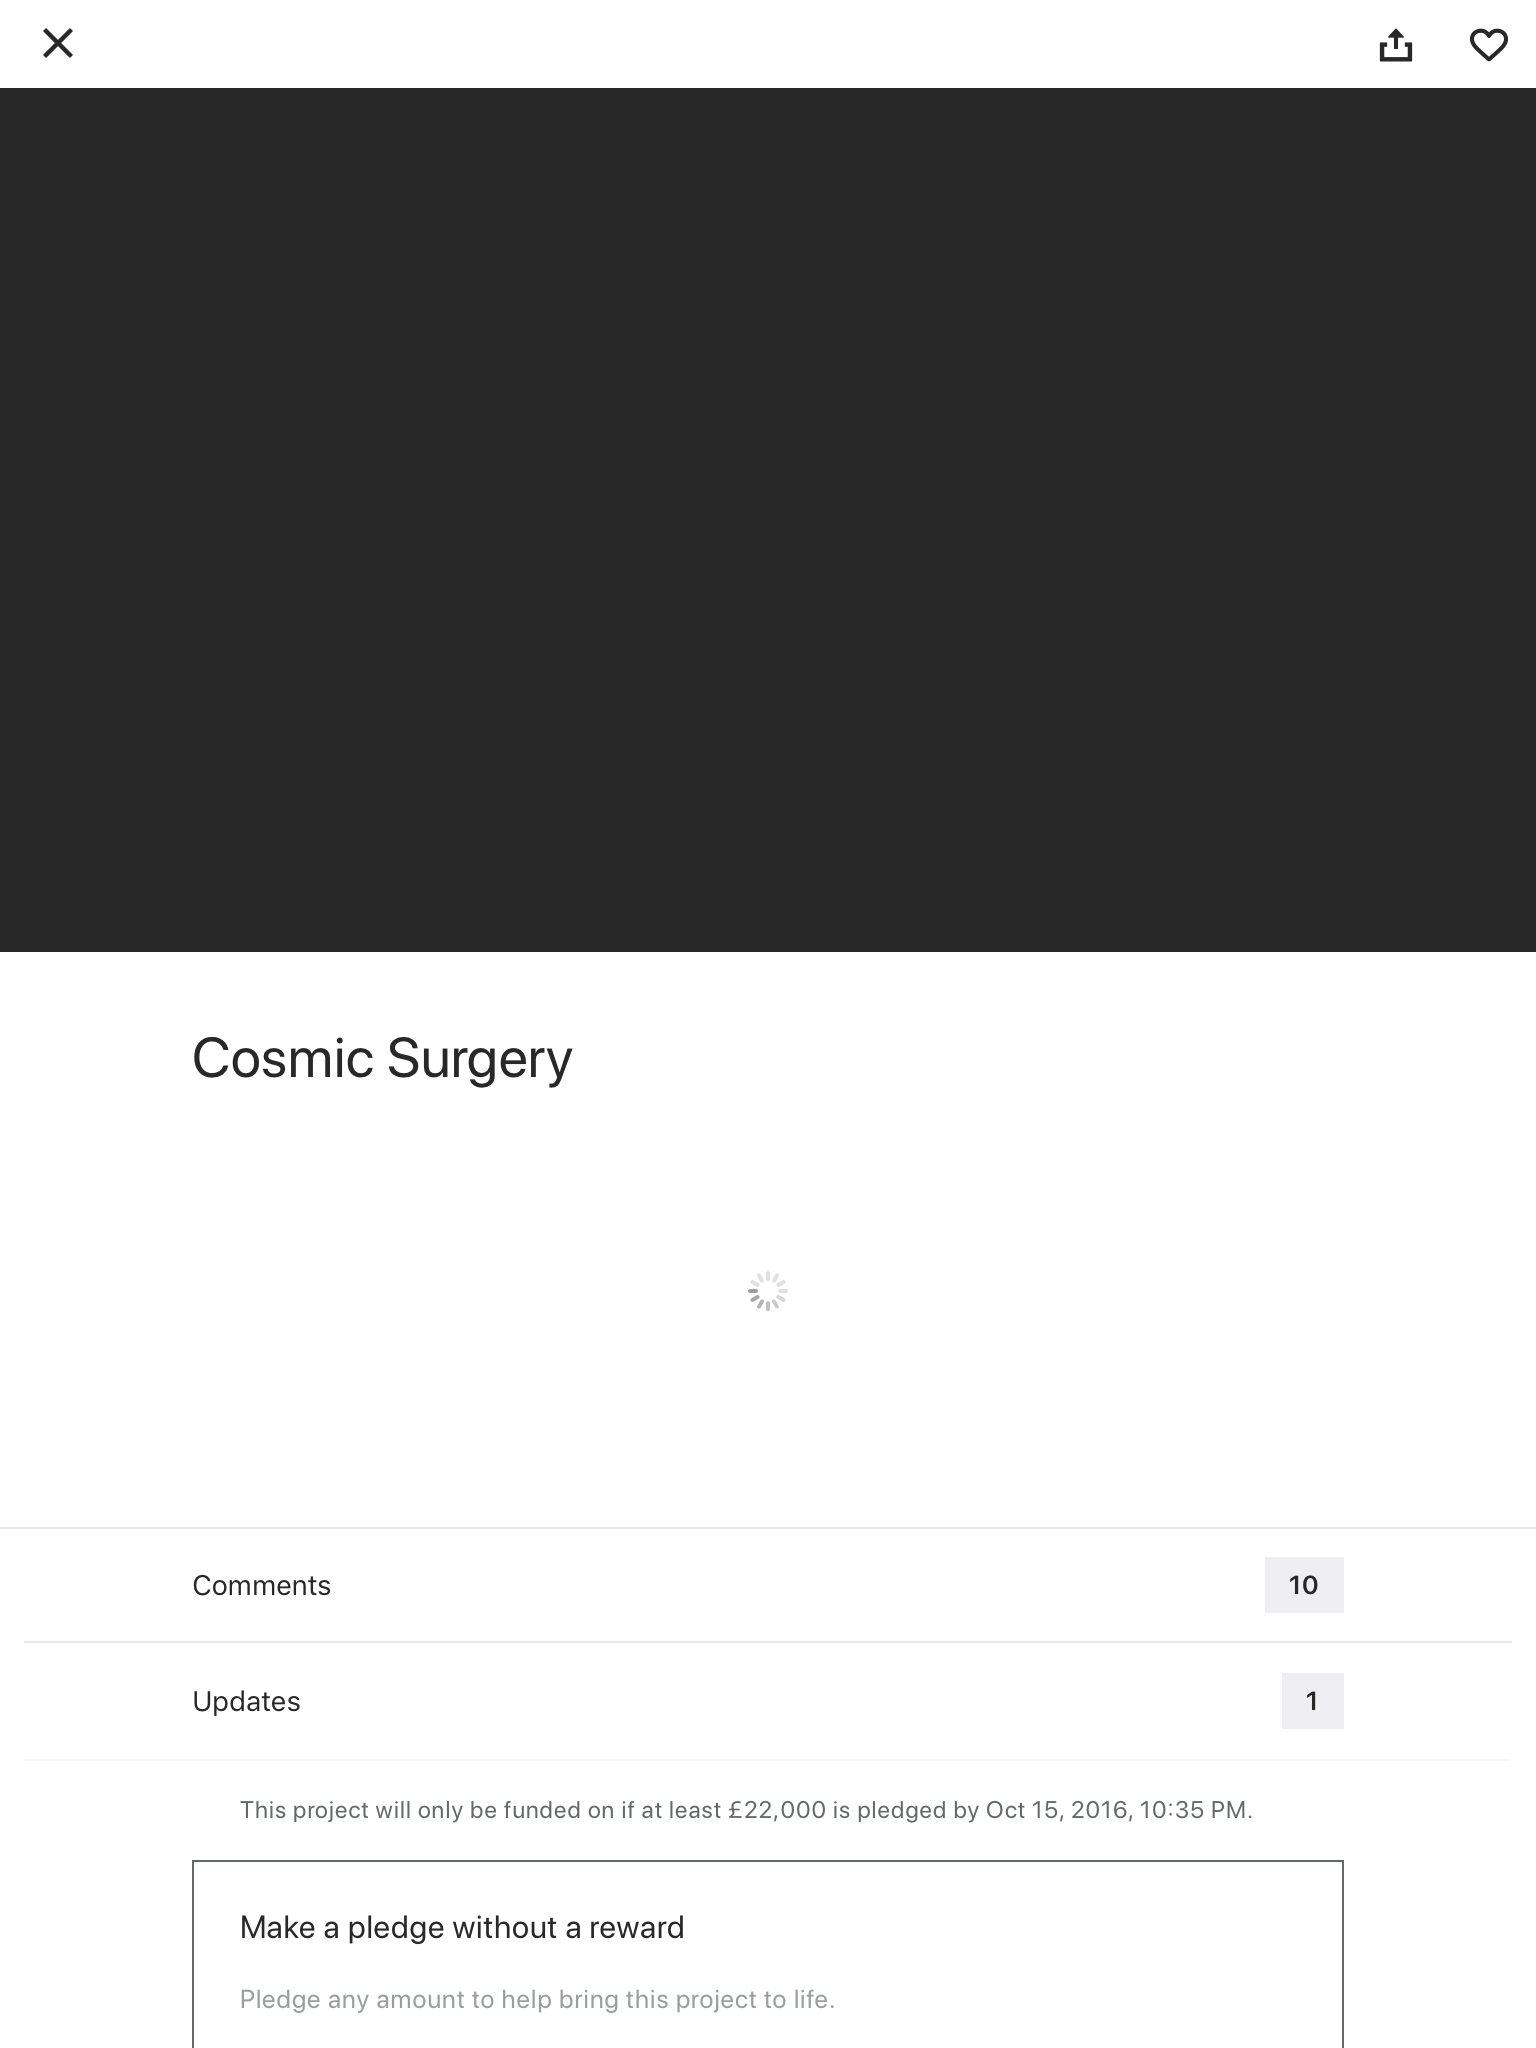 Cosmic Surgery
Comments
10
Updates
1
This project will only be funded on if at least £22,000 is pledged by Oct 15, 2016, 10:35 PM.
Make a pledge without a reward
Pledge any amount to help bring this project to life.